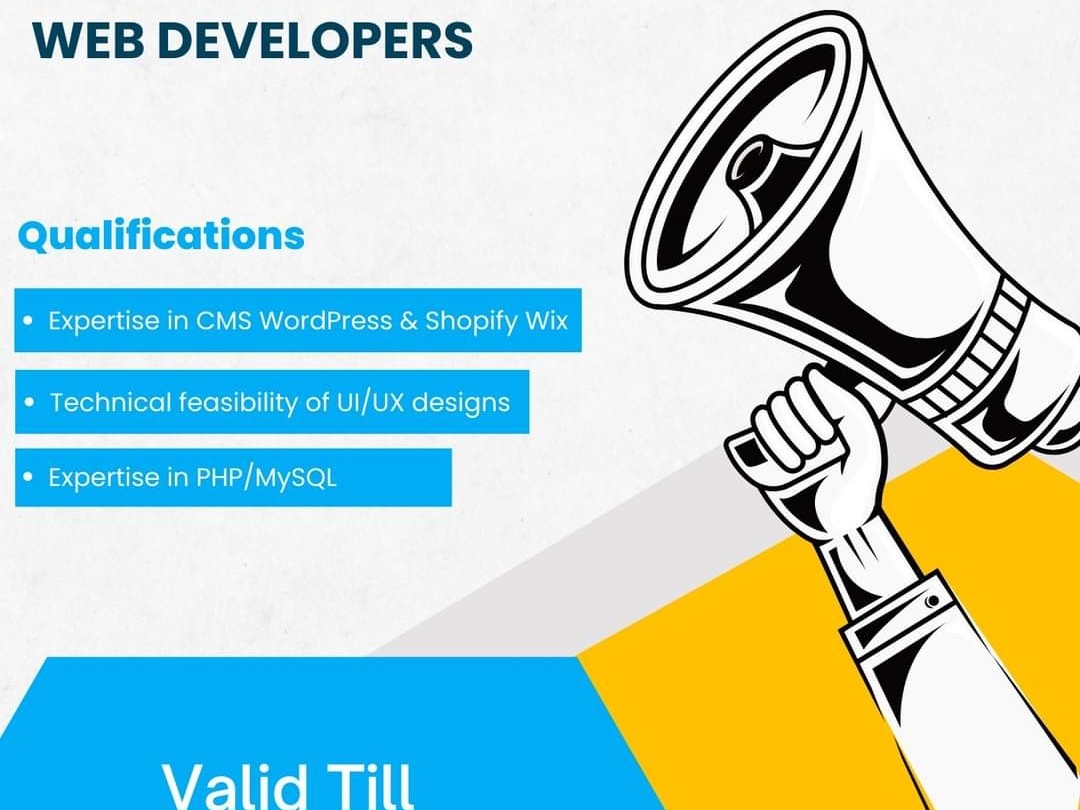 WEB DEVELOPERS
Qualifications
• Expertise in CMS WordPress & Shopify Wix
• Technical feasibility of UI/UX designs
• Expertise in PHP/MySQL
Valid Till